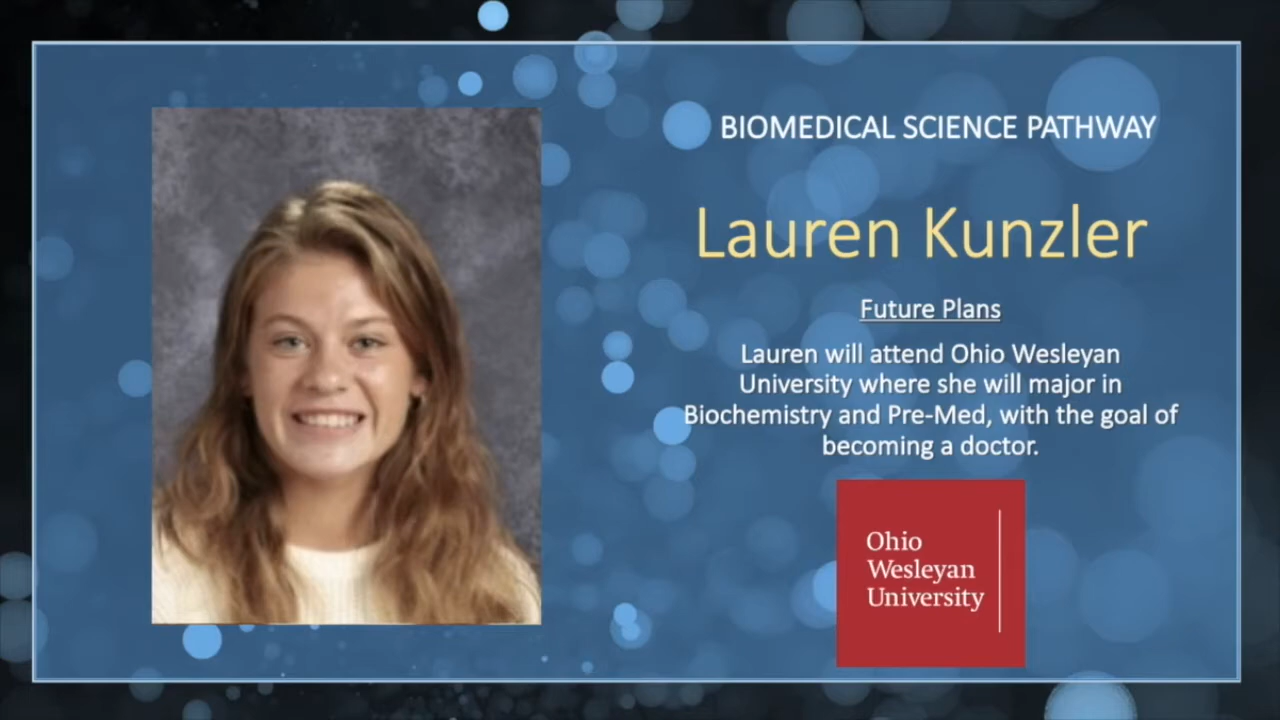 BIOMEDICAL SCIENCE PATHWAY
Lauren Kunzler
Future Plans
Lauren will attend Ohio Wesleyan
University where she will major in
Biochemistry and Pre-Med, with the goal of
becoming a doctor.
Ohio
Wesleyan
University